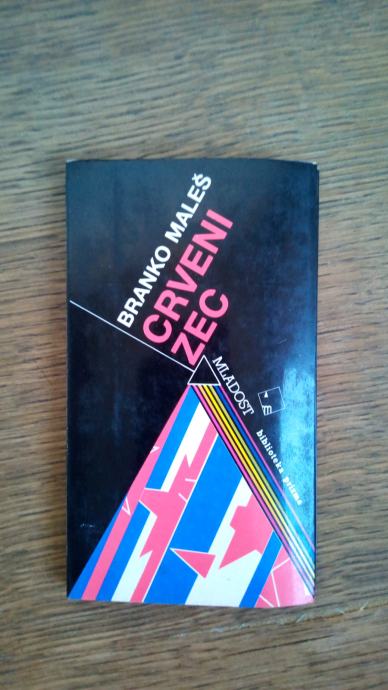 BRANKO MALEŠ
CRVENI
ZEC
MLADOST
biblioteka prizma